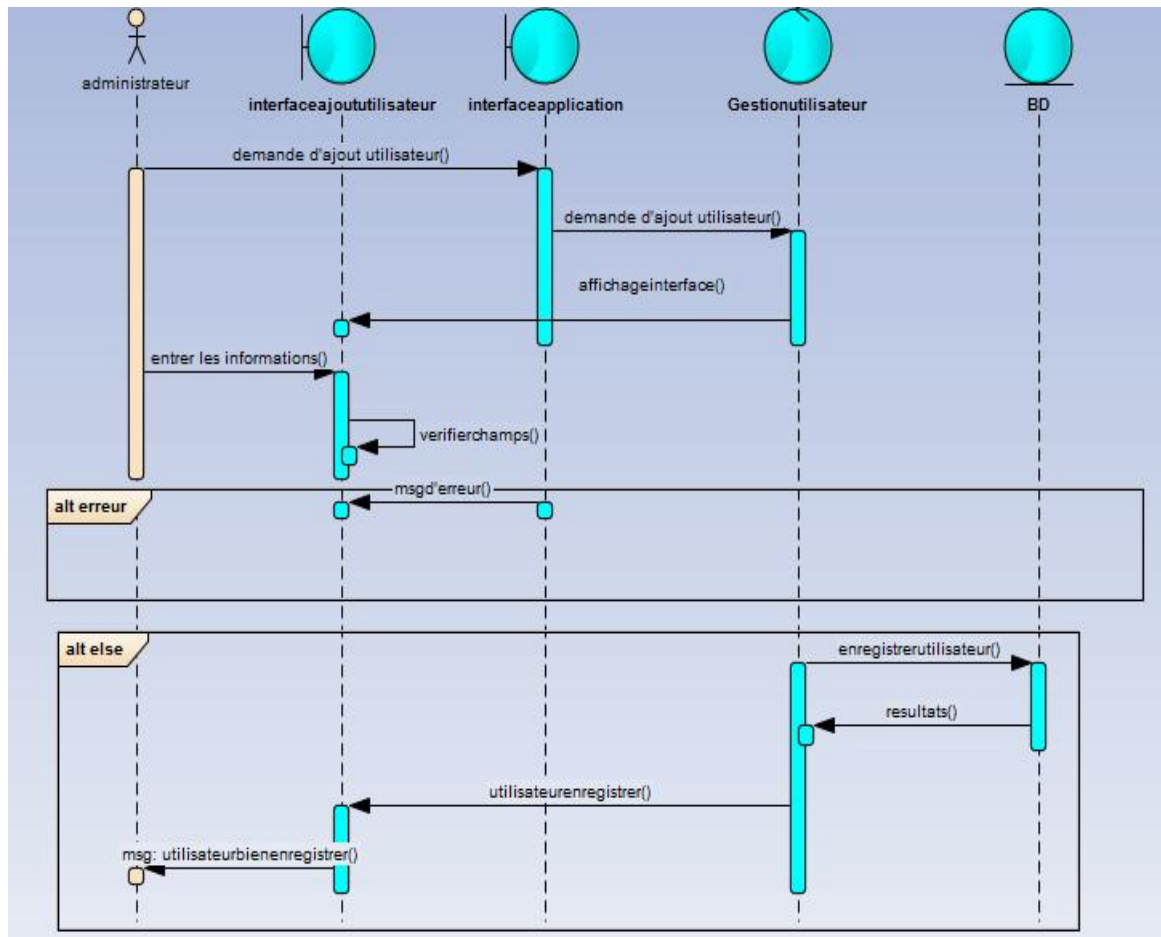 administrateur
interfaceajoututilisateur
interfaceapplication
Gestionutilisateur
BD
demande d'ajout utilisateur()
demande d'ajout utilisateur()
affichageinterface()
entrer les informations()
verifierchamps()
msgd'erreur()
alt erreur
alt else
enregistrerutilisateur()
resultats()
utilisateurenregistrer()
msg: utilisateurbienenregistrer()